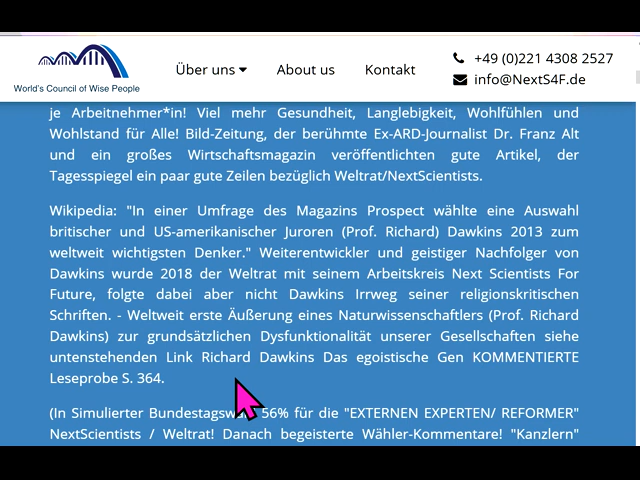 World's Council of Wise People
Über uns
About us
Kontakt
+49 (0)221 4308 2527
info@NextS4F.de
je Arbeitnehmer*in! Viel mehr Gesundheit, Langlebigkeit, Wohlfühlen und
Wohlstand für Alle! Bild-Zeitung, der berühmte Ex-ARD-Journalist Dr. Franz Alt
und ein großes Wirtschaftsmagazin veröffentlichten gute Artikel, der
Tagesspiegel ein paar gute Zeilen bezüglich Weltrat/NextScientists.
Wikipedia: "In einer Umfrage des Magazins Prospect wählte eine Auswahl
britischer und US-amerikanischer Juroren (Prof. Richard) Dawkins 2013 zum
weltweit wichtigsten Denker." Weiterentwickler und geistiger Nachfolger von
Dawkins wurde 2018 der Weltrat mit seinem Arbeitskreis Next Scientists For
Future, folgte dabei aber nicht Dawkins Irrweg seiner religionskritischen
Schriften. - Weltweit erste Äußerung eines Naturwissenschaftlers (Prof. Richard
Dawkins) zur grundsätzlichen Dysfunktionalität unserer Gesellschaften siehe
untenstehenden Link Richard Dawkins Das egoistische Gen KOMMENTIERTE
Leseprobe S. 364.
(In Simulierter 56% für die "EXTERNEN EXPERTEN/ REFORMER"
NextScientists / Weltrat! Danach begeisterte Wähler-Kommentare! "Kanzlern"